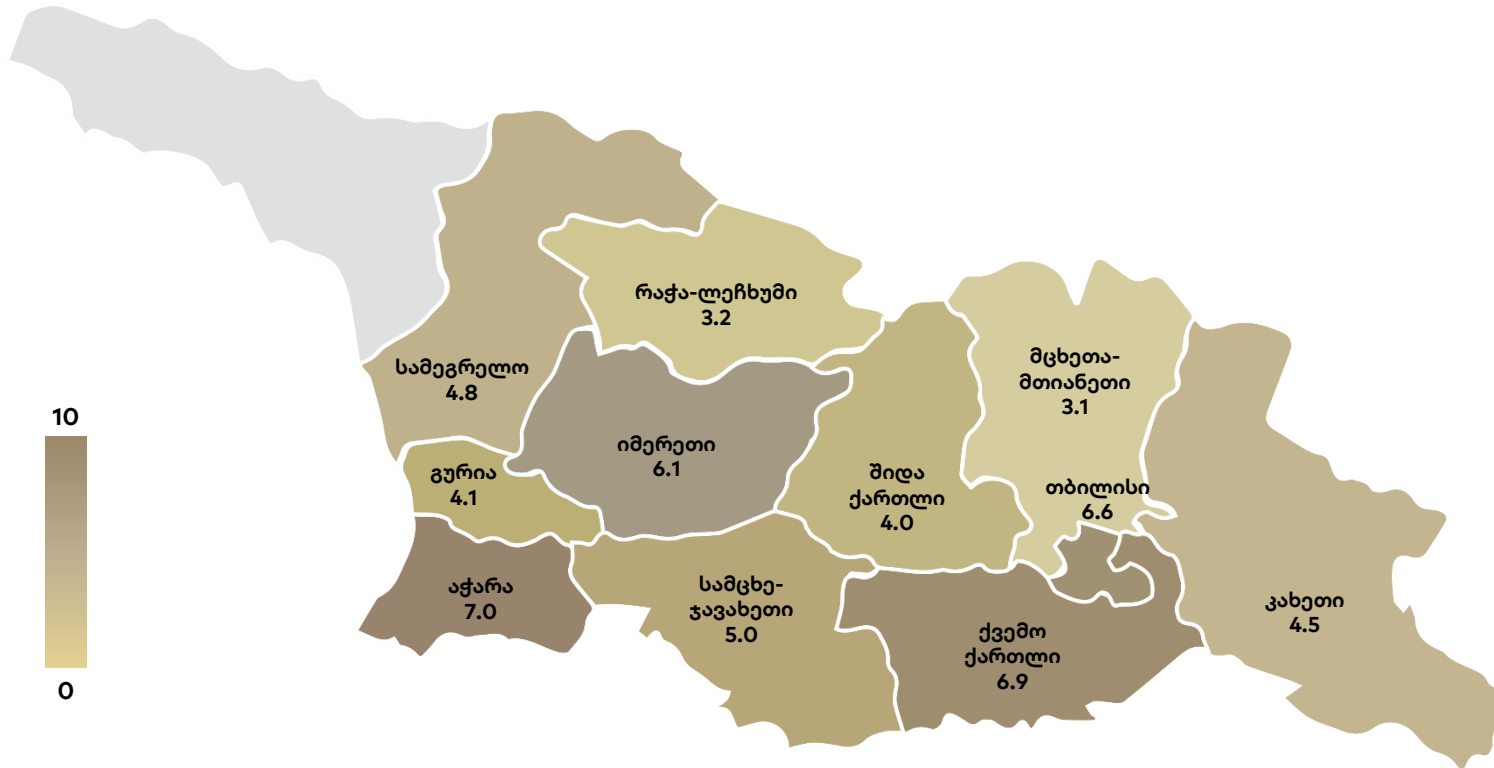 რაჭა-ლეჩხუმი
3.2
სამეგრელო
4.8
მცხეთა-
მთიანეთი
3.1
10
იმერეთი
6.1
გურია
4.1
შიდა
ქართლი
4.0
თბილისი
6.6
აჭარა
7.0
სამცხე-
ჯავახეთი
5.0
კახეთი
4.5
ქვემო
ქართლი
6.9
0